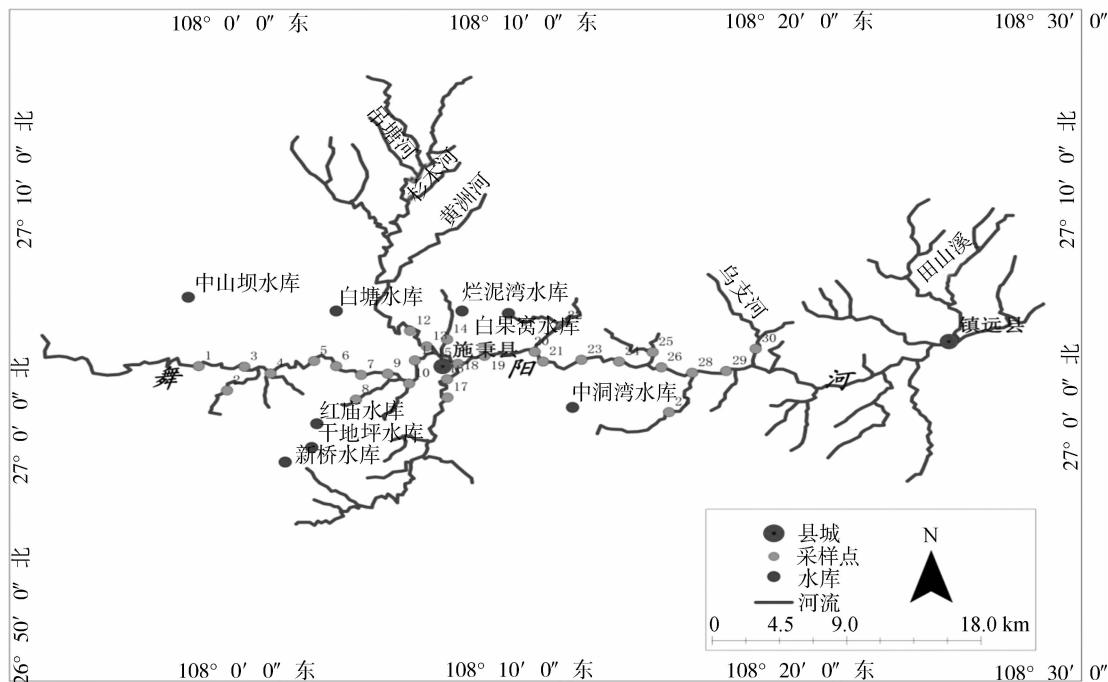 108° 0′ 0″ 东
108° 10′ 0″ 东
108° 20′ 0″ 东
108° 30′ 0″
27° 10′ 0″ 北
27° 10′ 0″ 北
吕塘河
杉木河
黄洲河
田山溪
乌支河
中山坝水库
白塘水库
烂泥湾水库
白果窝水库
镇远县
施秉县
舞
阳
河
12
13
14
11
15
22
20
1
3
4
5
6
7
9
10
16
18
19
21
23
24
25
26
28
29
30
2
8
17
中洞湾水库
2
红庙水库
干地坪水库
新桥水库
27° 0′ 0″ 北
27° 0′ 0″ 北
县城
采样点
水库
河流
N
0 4.5 9.0 18.0 km
26° 50′ 0″ 北
108° 0′ 0″ 东
108° 10′ 0″ 东
108° 20′ 0″ 东
108° 30′ 0″